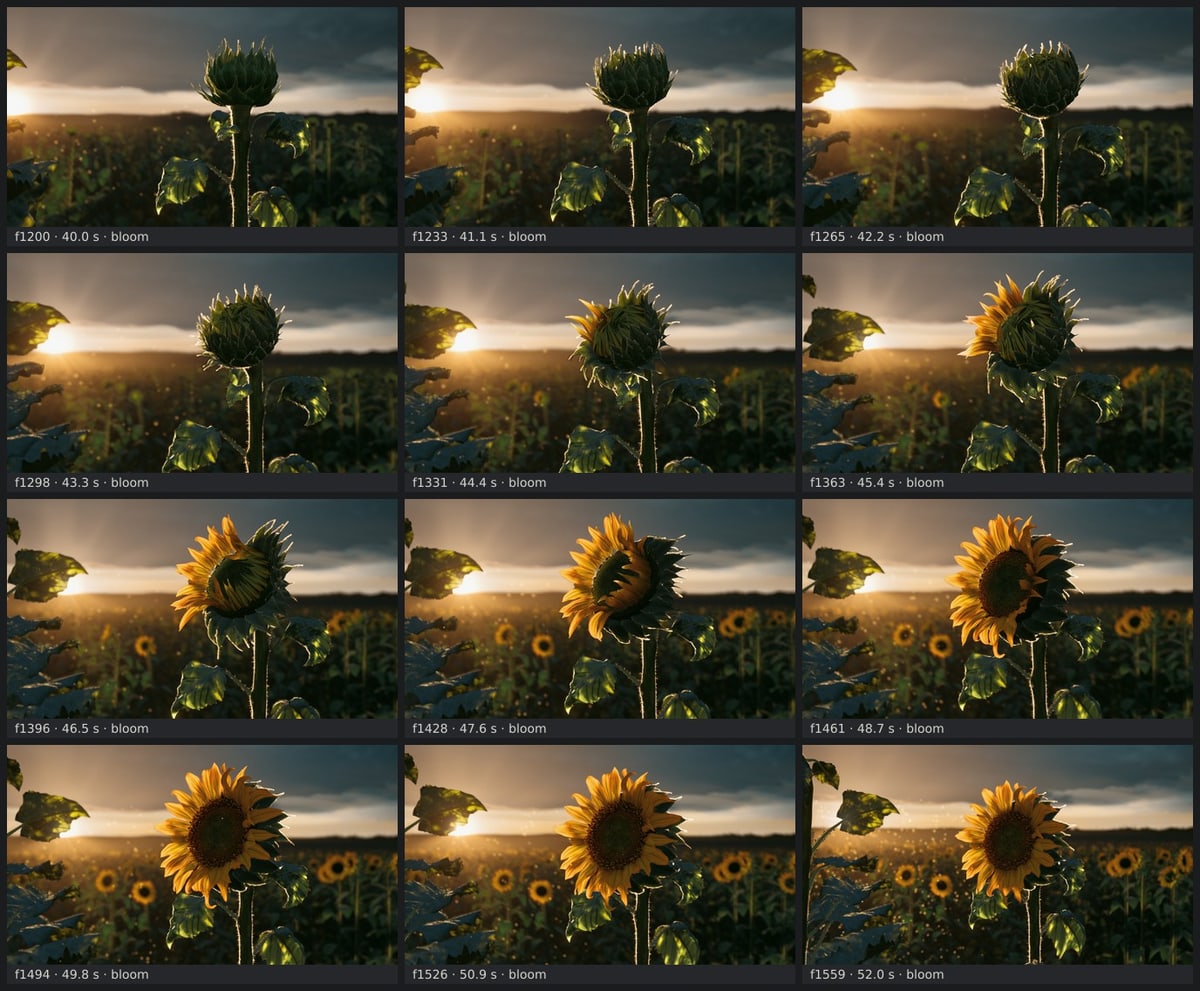 f1200 · 40.0 s · bloom
f1233 · 41.1 s · bloom
f1265 · 42.2 s · bloom
f1298 · 43.3 s · bloom
f1331 · 44.4 s · bloom
f1363 · 45.4 s · bloom
f1396 · 46.5 s · bloom
f1428 · 47.6 s · bloom
f1461 · 48.7 s · bloom
f1494 · 49.8 s · bloom
f1526 · 50.9 s · bloom
f1559 · 52.0 s · bloom